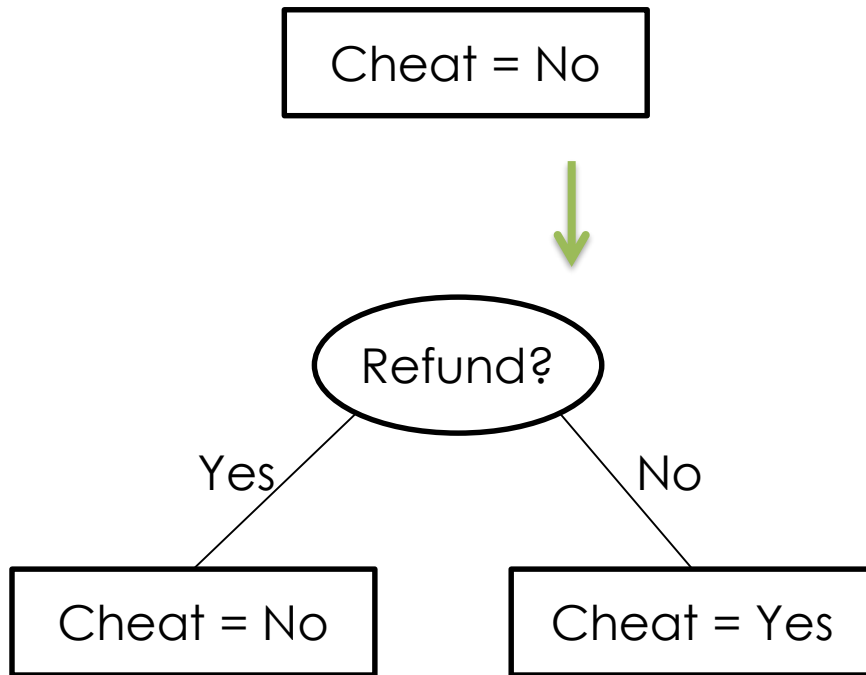 Cheat = No
Refund?
Yes
No
Cheat = No
Cheat = Yes